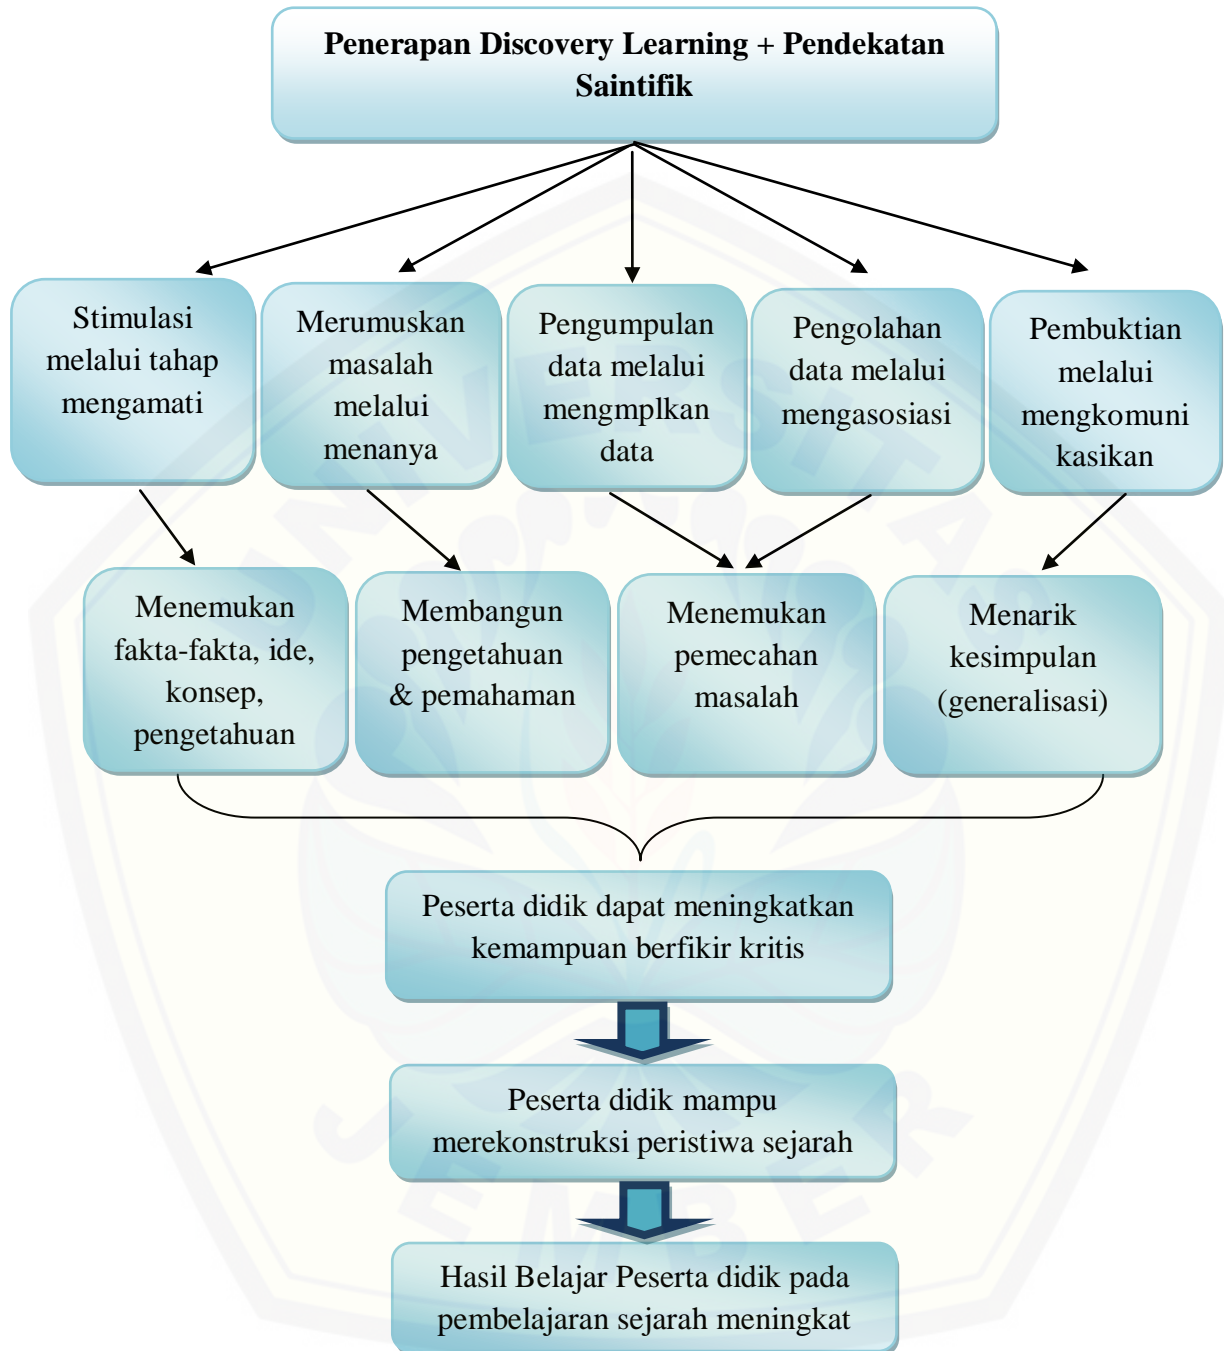 Penerapan Discovery Learning + Pendekatan
Saintifik
Stimulasi
melalui tahap
mengamati
Merumuskan
masalah
melalui
menanya
Pengumpulan
data melalui
mengmplkan
data
Pengolahan
data melalui
mengasosiasi
Pembuktian
melalui
mengkomuni
kasikan
Menemukan
fakta-fakta, ide,
konsep,
pengetahuan
Membangun
pengetahuan
& pemahaman
Menemukan
pemecahan
masalah
Menarik
kesimpulan
(generalisasi)
Peserta didik dapat meningkatkan
kemampuan berfikir kritis
Peserta didik mampu
merekonstruksi peristiwa sejarah
Hasil Belajar Peserta didik pada
pembelajaran sejarah meningkat
UNIVERSITAS
JEMBER